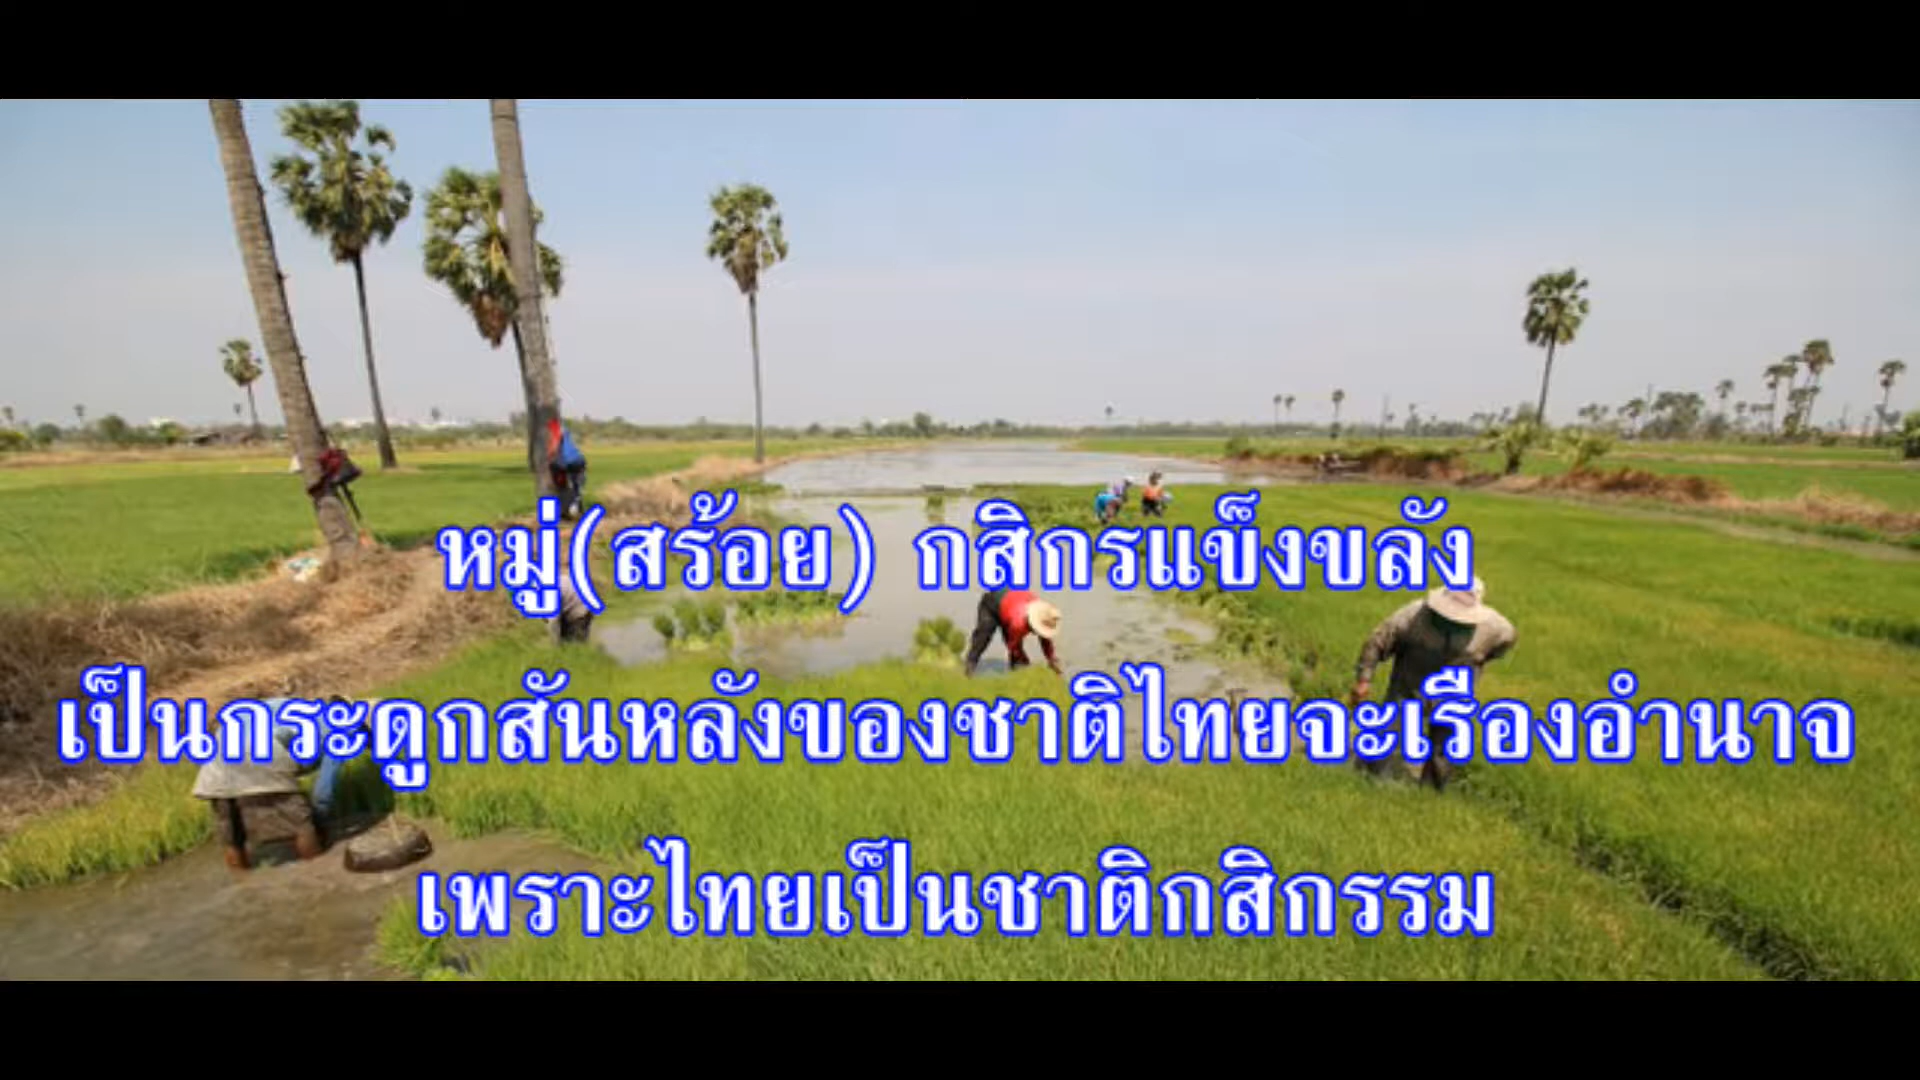 หมู่(สร้อย) กสิกรแข็งขลัง
เป็นกระดูกสันหลังของชาติไทยจะเรืองอำนาจ
เพราะไทยเป็นชาติกสิกรรม